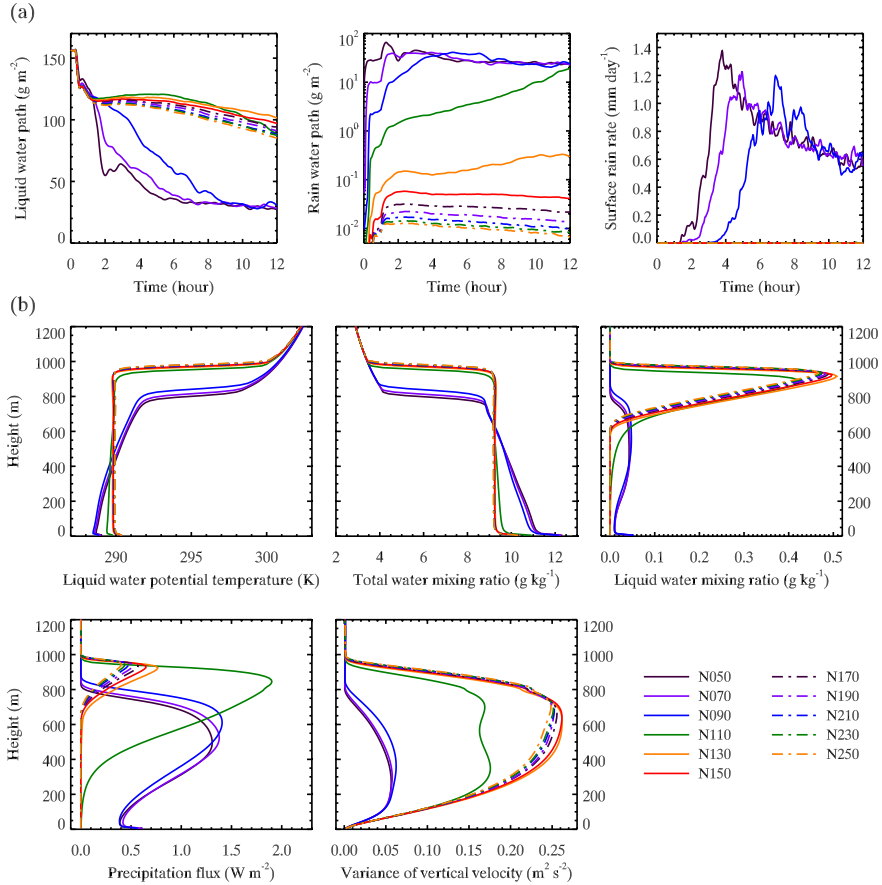 (a)
150
100
50
0
Liquid water path (g m-2)
0 2 4 6 8 10 12
Time (hour)
10^2
10^1
10^0
10^-1
10^-2
Rain water path (g m-2)
0 2 4 6 8 10 12
Time (hour)
1.4
1.2
1.0
0.8
0.6
0.4
0.2
0.0
Surface rain rate (mm day-1)
0 2 4 6 8 10 12
Time (hour)
(b)
1200
1000
800
600
400
200
0
Height (m)
290 295 300
Liquid water potential temperature (K)
2 4 6 8 10 12
Total water mixing ratio (g kg-1)
1200
1000
800
600
400
200
0
0.0 0.1 0.2 0.3 0.4 0.5
Liquid water mixing ratio (g kg-1)
1200
1000
800
600
400
200
0
Height (m)
0.0 0.5 1.0 1.5 2.0
Precipitation flux (W m-2)
1200
1000
800
600
400
200
0
0.00 0.05 0.10 0.15 0.20 0.25
Variance of vertical velocity (m2 s-2)
N050
N070
N090
N110
N130
N150
N170
N190
N210
N230
N250